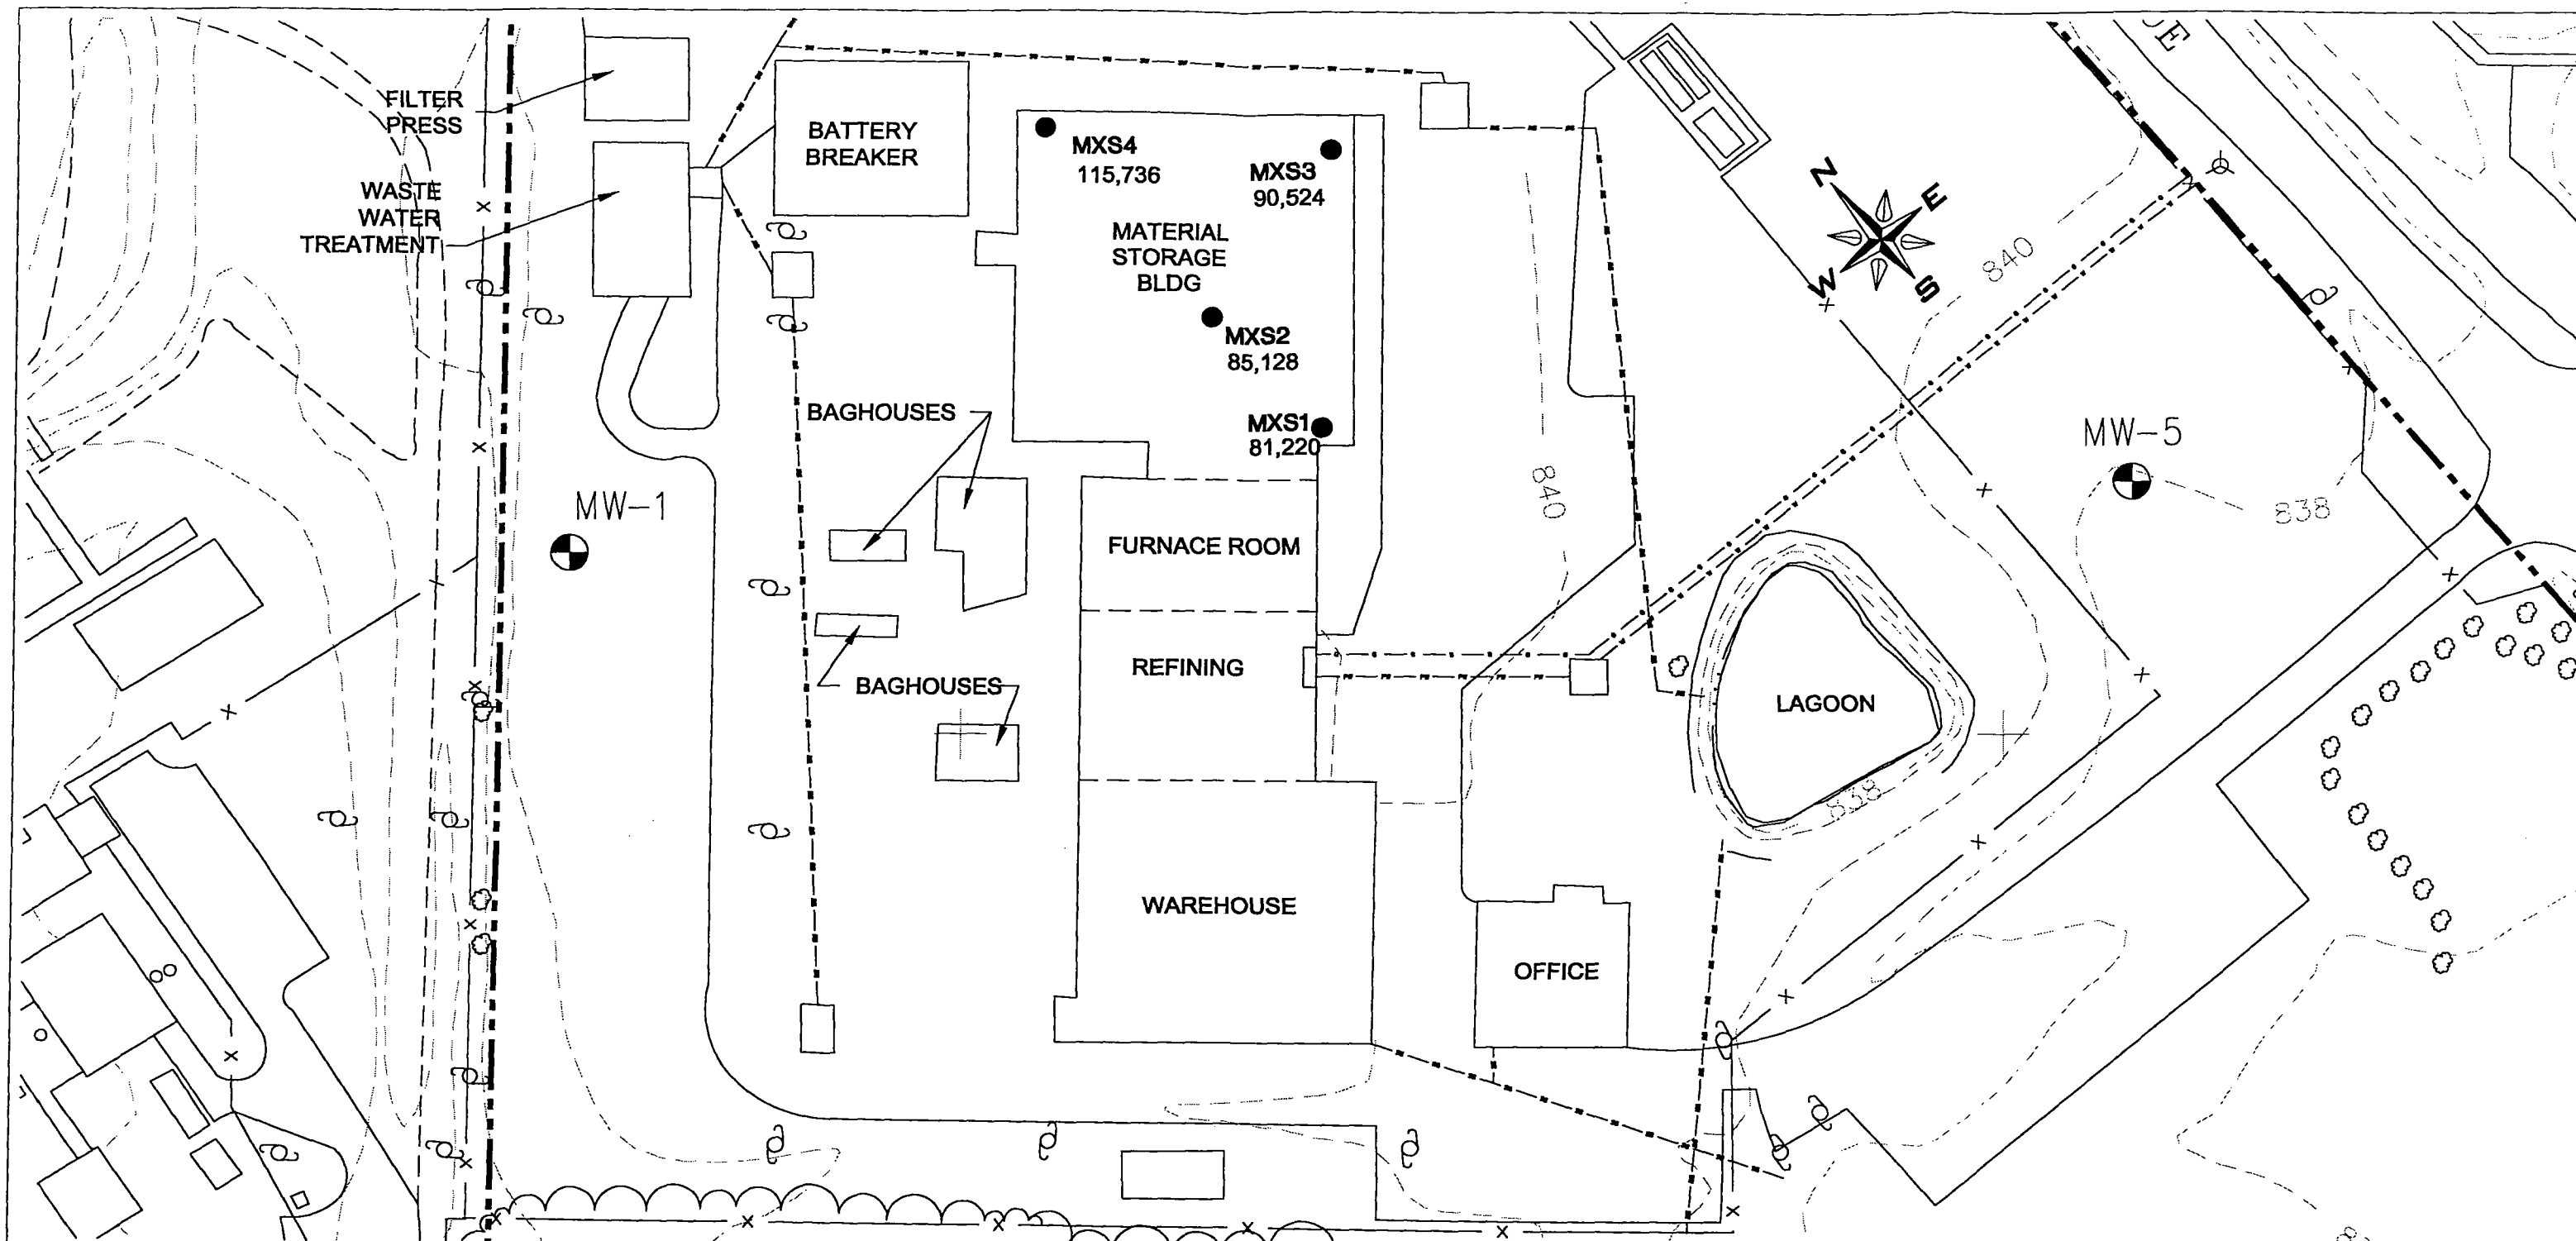 FILTER
PRESS
WASTE
WATER
TREATMENT
BATTERY
BREAKER
MXS4
115,736
MXS3
90,524
MATERIAL
STORAGE
BLDG
MXS2
85,128
MXS1
81,220
BAGHOUSES
MW-1
FURNACE ROOM
REFINING
BAGHOUSES
WAREHOUSE
OFFICE
LAGOON
840
838
N
E
W
S
840
MW-5
838